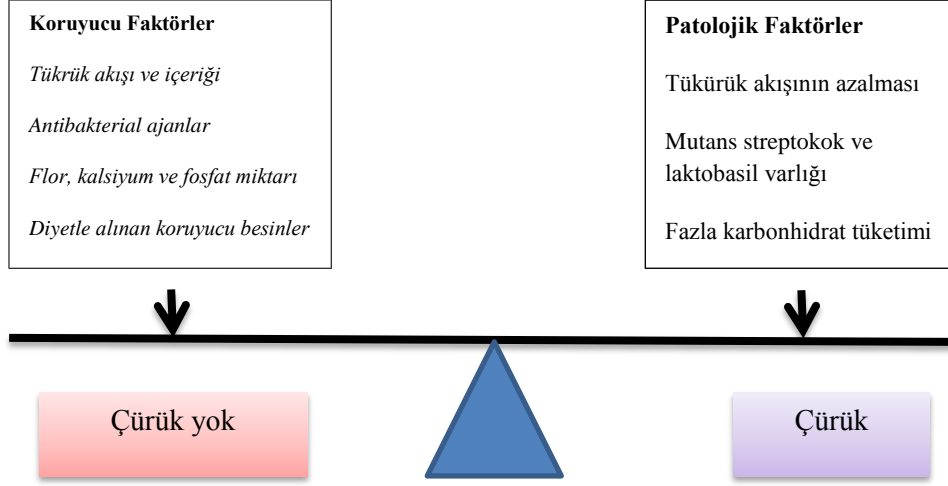 Koruyucu Faktörler
Tükrük akışı ve içeriği
Antibakterial ajanlar
Flor, kalsiyum ve fosfat miktarı
Diyetle alınan koruyucu besinler
Patolojik Faktörler
Tükürük akışının azalması
Mutans streptokok ve
laktobasil varlığı
Fazla karbonhidrat tüketimi
Çürük yok
Çürük